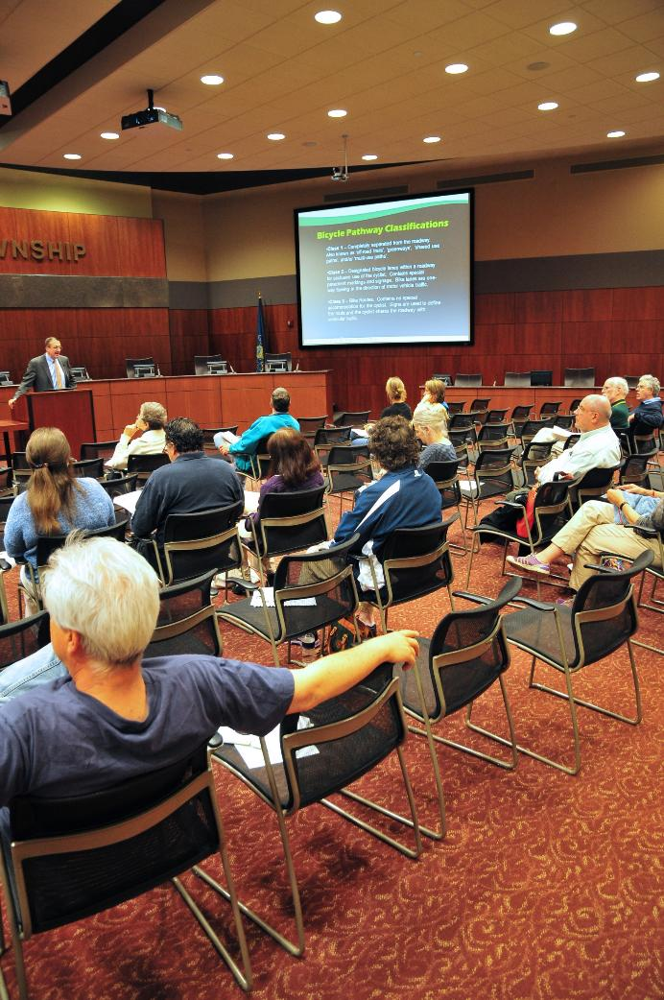 WNSHIP
Bicycle Pathway Classifications
•Class 1 – Completely separated from the roadway.
Also known as 'off-road trails', 'greenways', 'shared use
paths', and/or 'multi-use paths'.
•Class 2 – Designated bicycle lanes within a roadway
for exclusive use of the cyclist. Contains special
pavement markings and signage. Bike lanes are one-
way flowing in the direction of motor vehicle traffic.
•Class 3 – Bike Routes. Contains no special
accommodation for the cyclist. Signs are used to define
the route and the cyclist shares the roadway with
vehicular traffic.